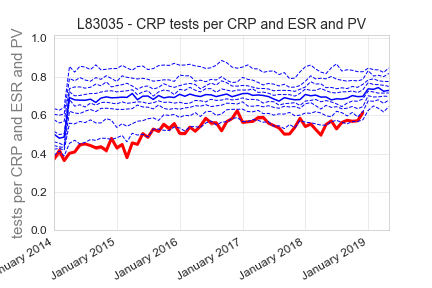 L83035 - CRP tests per CRP and ESR and PV
tests per CRP and ESR and PV
1.0
0.8
0.6
0.4
0.2
0.0
nuary 2014
January 2015
January 2016
January 2017
January 2018
January 2019